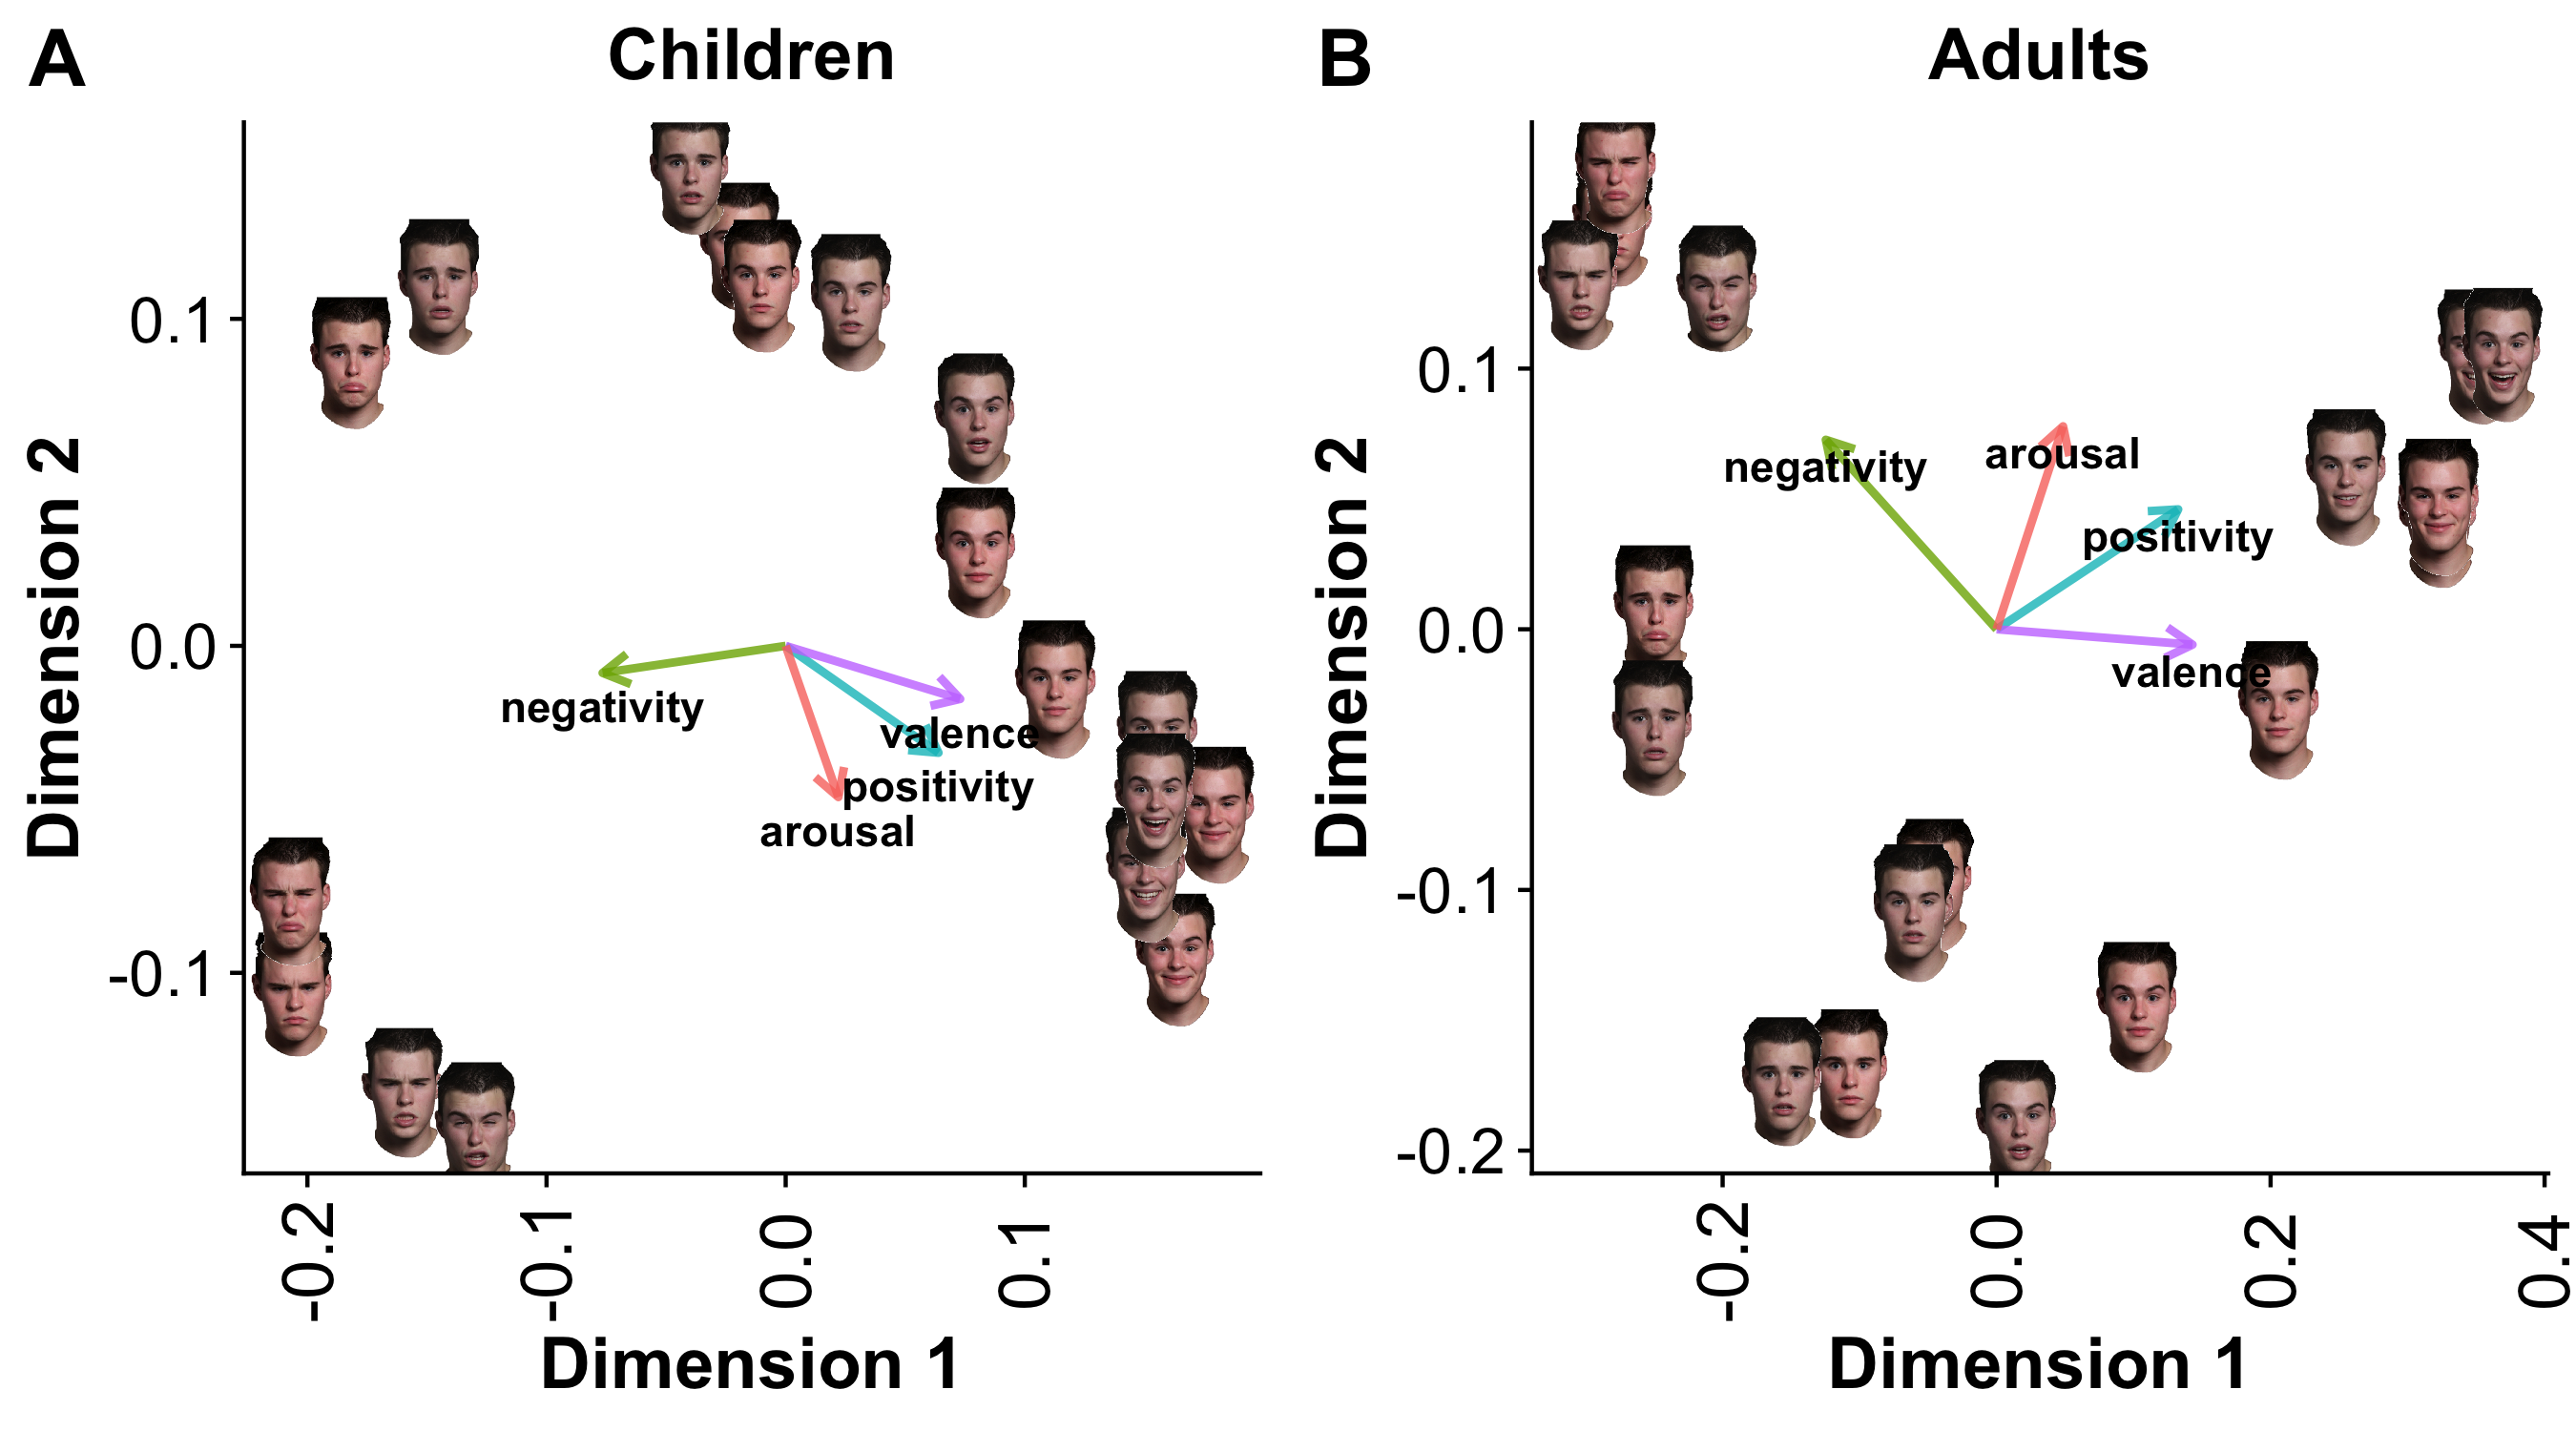 A
Children
B
Adults
Dimension 2
0.1
0.0
-0.1
negativity
valence
positivity
arousal
-0.2
-0.1
0.0
0.1
Dimension 1
Dimension 2
0.1
0.0
-0.1
-0.2
negativity
arousal
positivity
valence
-0.2
0.0
0.2
0.4
Dimension 1